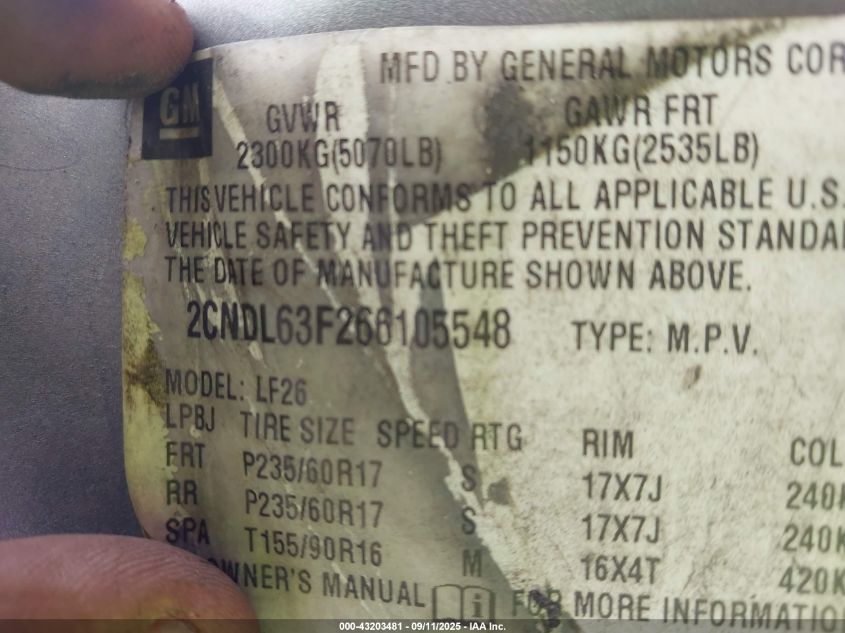 MFD BY GENERAL MOTORS COR
GM
GVWR GAWR FRT
2300KG(5070LB) 1150KG(2535LB)
THIS VEHICLE CONFORMS TO ALL APPLICABLE U.S.
VEHICLE SAFETY AND THEFT PREVENTION STANDA
THE DATE OF MANUFACTURE SHOWN ABOVE.
2CNDL63F266105548 TYPE: M.P.V.
MODEL: LF26
LPBJ TIRE SIZE SPEED RTG RIM COL
FRT P235/60R17 S 17X7J 240
RR P235/60R17 S 17X7J 240K
SPA T155/90R16 M 16X4T 420K
OWNER'S MANUAL i FOR MORE INFORMATIO
000-43203481 - 09/11/2025 - IAA Inc.